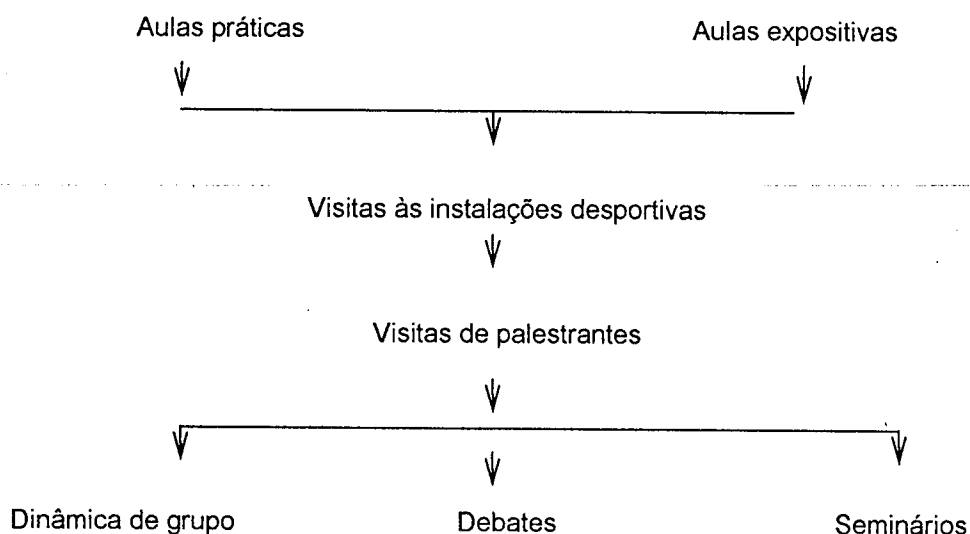 Aulas práticas
Aulas expositivas
Visitas às instalações desportivas
Visitas de palestrantes
Dinâmica de grupo
Debates
Seminários